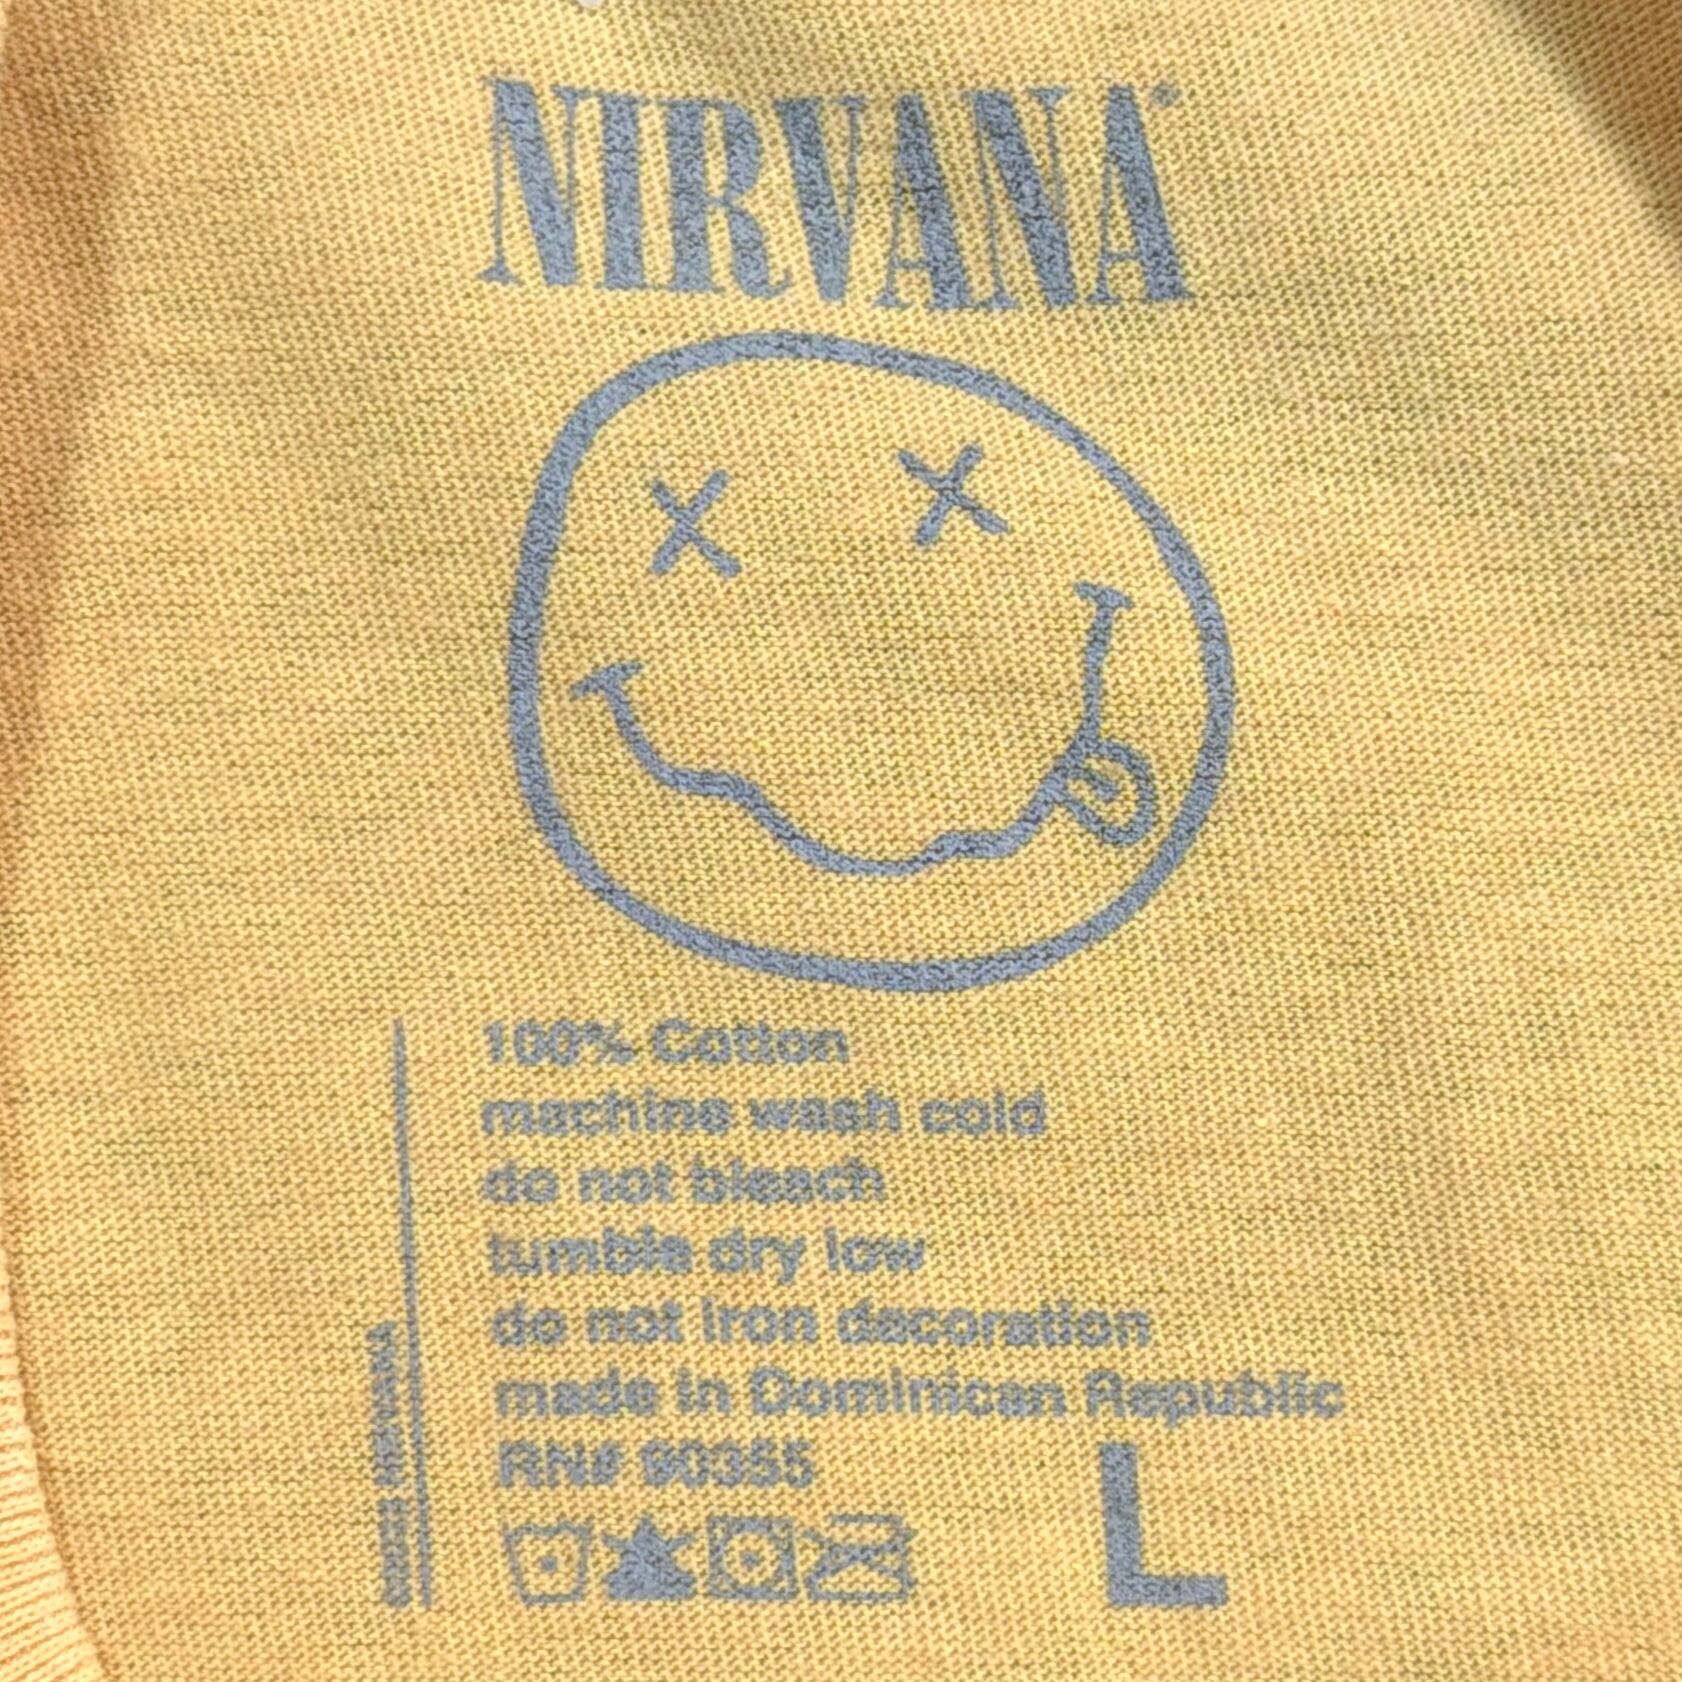 NIRVANA®
100% Cotton
machine wash cold
do not bleach
tumble dry low
do not iron decoration
made in Dominican Republic
RN# 90355
L
NIRVANA